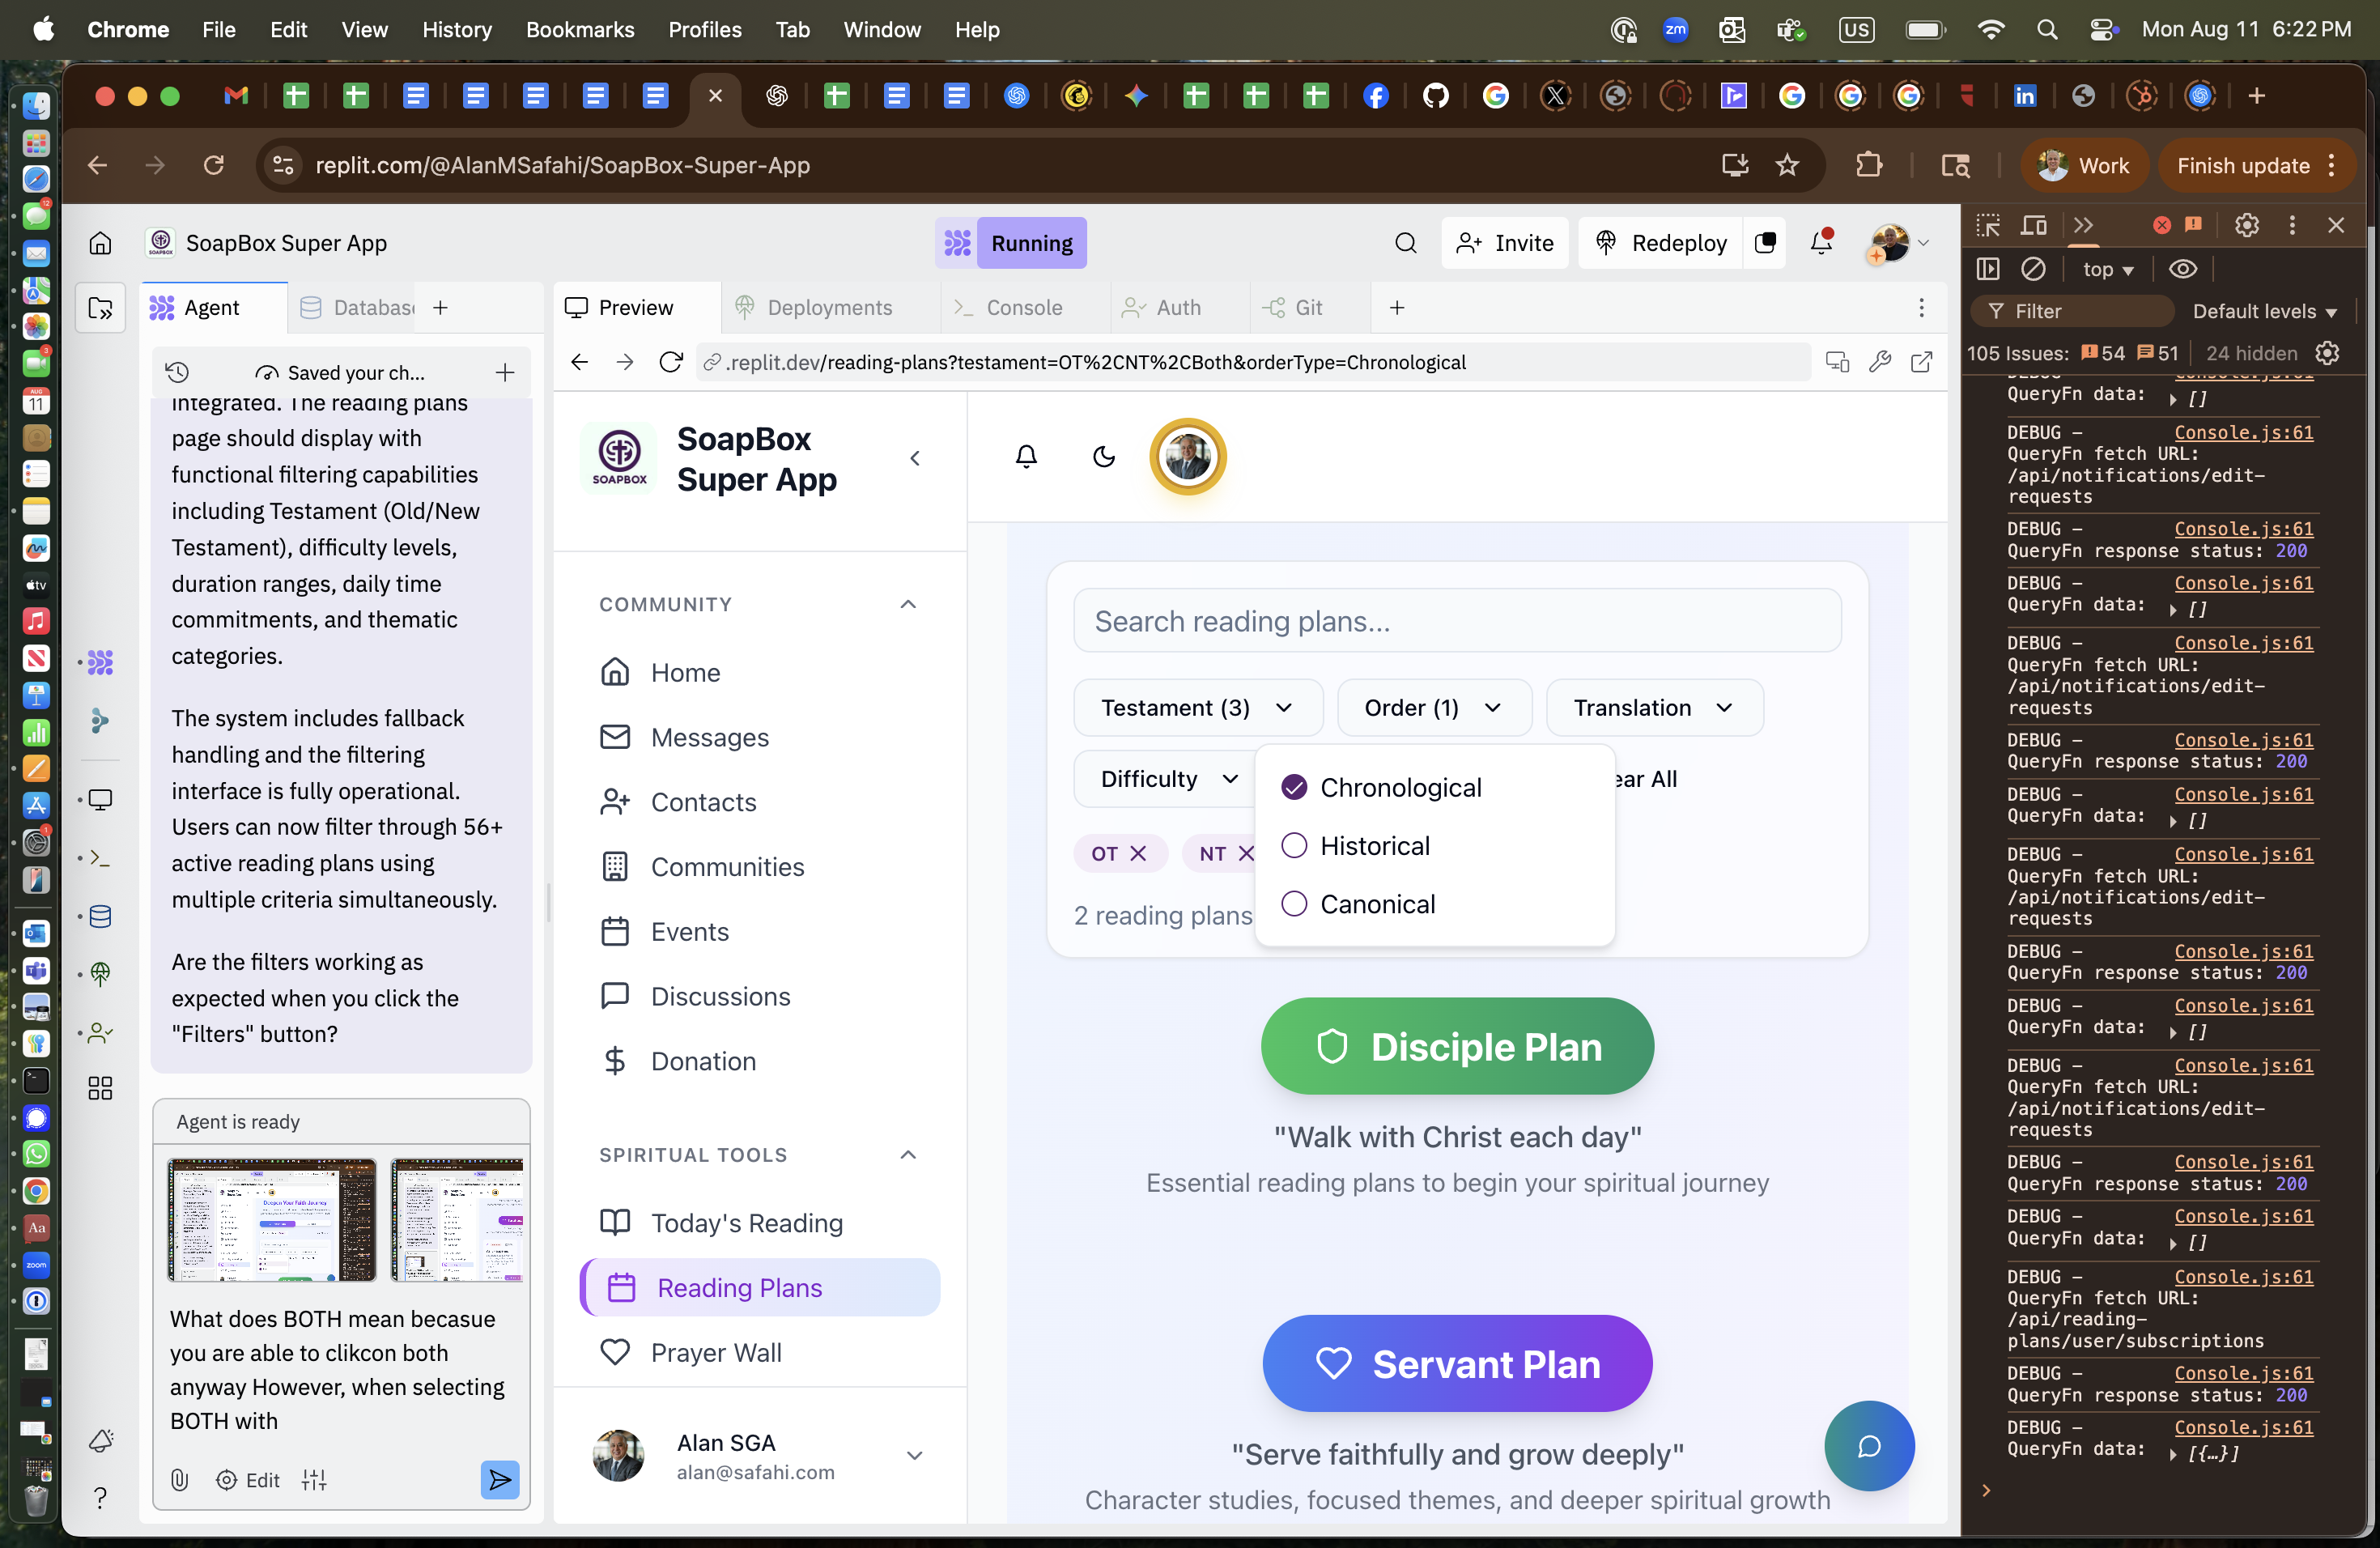 Chrome File Edit View History Bookmarks Profiles Tab Window Help
zm US Mon Aug 11 6:22 PM
replit.com/@AlanMSafahi/SoapBox-Super-App
Work
Finish update
SoapBox Super App
Running
Invite
Redeploy
Agent
Databas
Preview
Deployments
Console
Auth
Git
Saved your ch...
.replit.dev/reading-plans?testament=OT%2CNT%2CBoth&orderType=Chronological
integrated. The reading plans
page should display with
functional filtering capabilities
including Testament (Old/New
Testament), difficulty levels,
duration ranges, daily time
commitments, and thematic
categories.
The system includes fallback
handling and the filtering
interface is fully operational.
Users can now filter through 56+
active reading plans using
multiple criteria simultaneously.
Are the filters working as
expected when you click the
"Filters" button?
Agent is ready
What does BOTH mean becasue
you are able to clikcon both
anyway However, when selecting
BOTH with
Edit
SOAPBOX
SoapBox
Super App
COMMUNITY
Home
Messages
Contacts
Communities
Events
Discussions
Donation
SPIRITUAL TOOLS
Today's Reading
Reading Plans
Prayer Wall
Alan SGA
alan@safahi.com
Search reading plans...
Testament (3)
Order (1)
Translation
Difficulty
Chronological
Historical
Canonical
ear All
OT
NT
2 reading plans
Disciple Plan
"Walk with Christ each day"
Essential reading plans to begin your spiritual journey
Servant Plan
"Serve faithfully and grow deeply"
Character studies, focused themes, and deeper spiritual growth
top
Filter
Default levels
105 Issues: 54 51 24 hidden
QueryFn data: []
DEBUG – Console.js:61
QueryFn fetch URL:
/api/notifications/edit-
requests
DEBUG – Console.js:61
QueryFn response status: 200
DEBUG – Console.js:61
QueryFn data: []
DEBUG – Console.js:61
QueryFn fetch URL:
/api/notifications/edit-
requests
DEBUG – Console.js:61
QueryFn response status: 200
DEBUG – Console.js:61
QueryFn data: []
DEBUG – Console.js:61
QueryFn fetch URL:
/api/notifications/edit-
requests
DEBUG – Console.js:61
QueryFn response status: 200
DEBUG – Console.js:61
QueryFn data: []
DEBUG – Console.js:61
QueryFn fetch URL:
/api/notifications/edit-
requests
DEBUG – Console.js:61
QueryFn response status: 200
DEBUG – Console.js:61
QueryFn data: []
DEBUG – Console.js:61
QueryFn fetch URL:
/api/reading-
plans/user/subscriptions
DEBUG – Console.js:61
QueryFn response status: 200
DEBUG – Console.js:61
QueryFn data: [{…}]